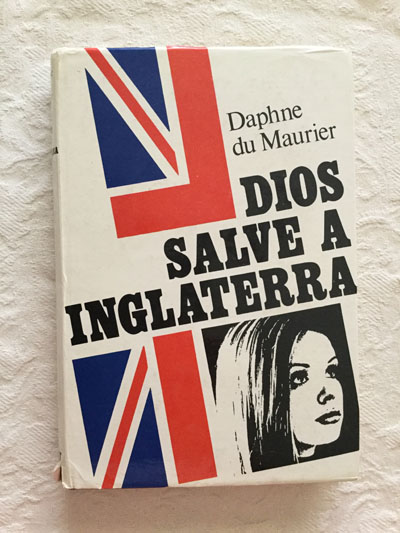 Daphne
du Maurier
DIOS
SALVE A
INGLATERRA